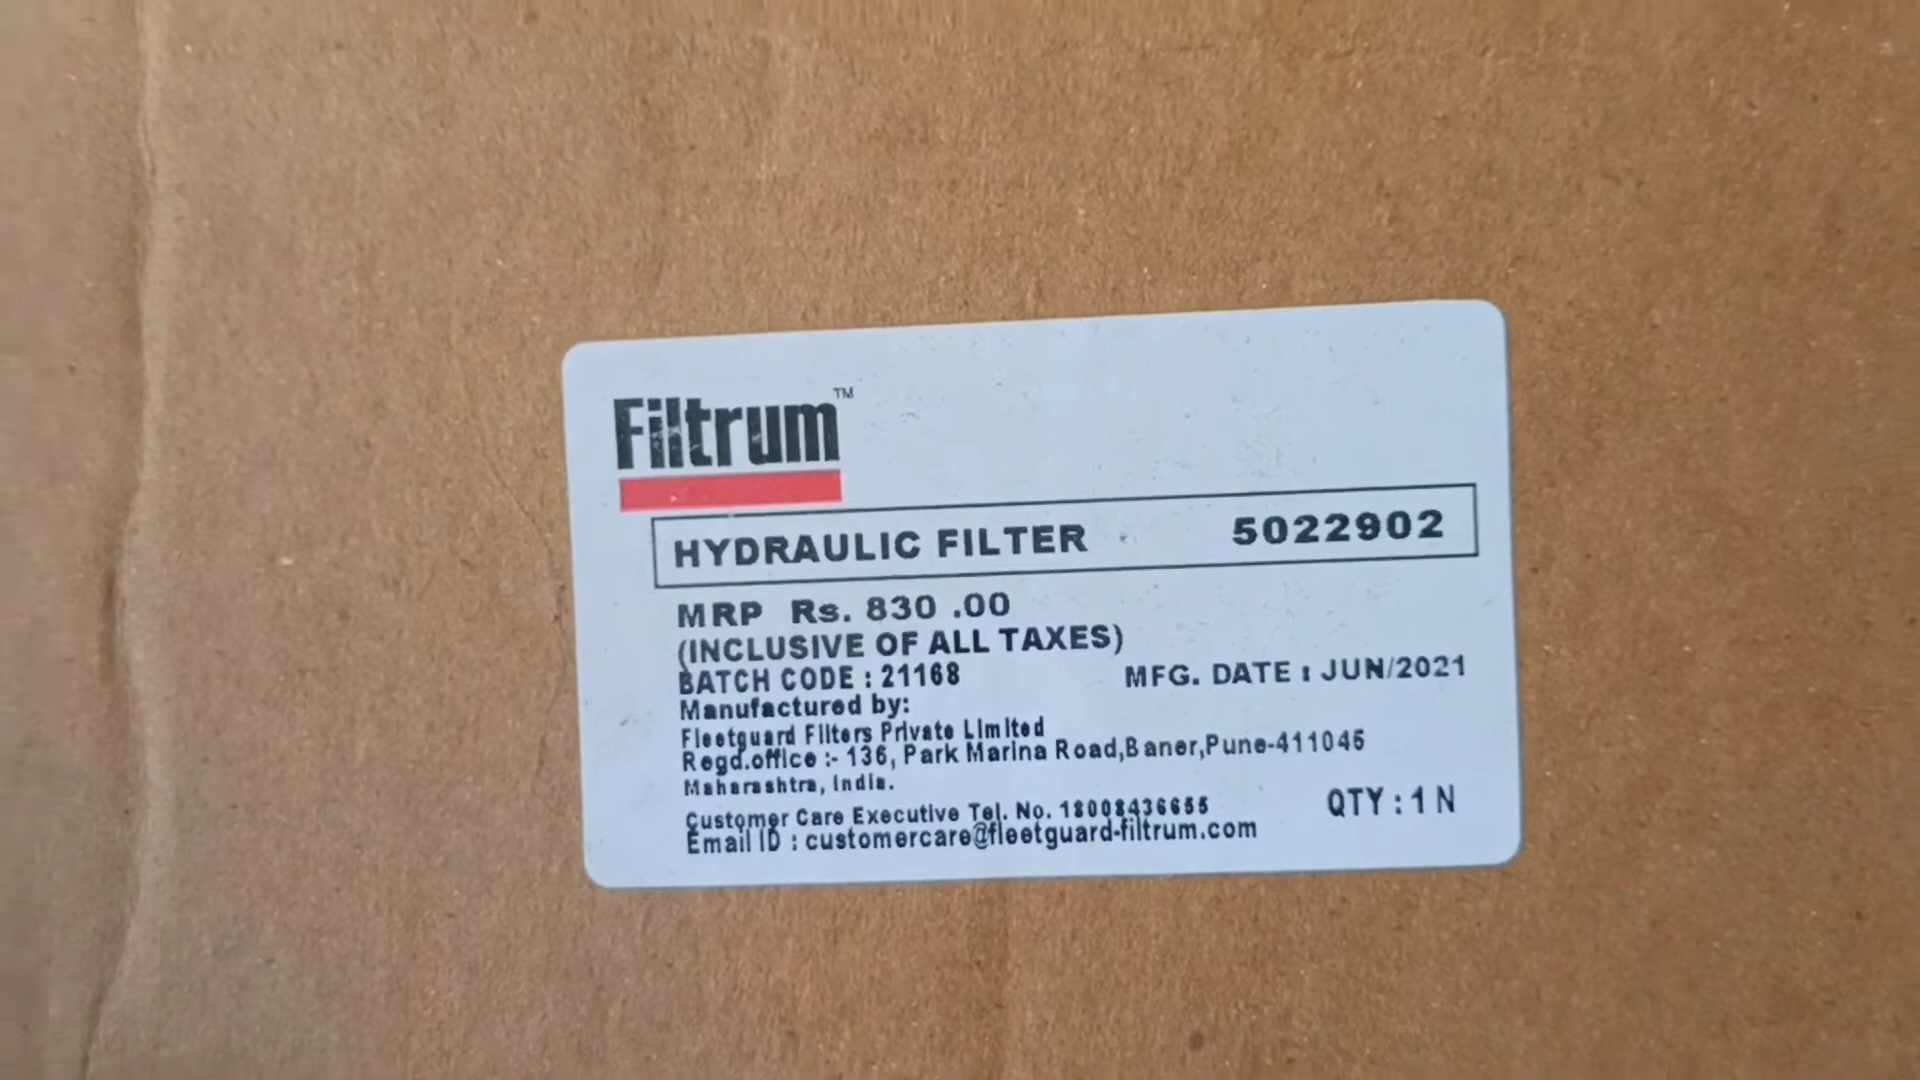 Filtrum™
HYDRAULIC FILTER 5022902
MRP Rs. 830 .00
(INCLUSIVE OF ALL TAXES)
BATCH CODE : 21168 MFG. DATE : JUN/2021
Manufactured by:
Fleetguard Filters Private Limited
Regd.office :- 136, Park Marina Road,Baner,Pune-411045
Maharashtra, India.
Customer Care Executive Tel. No. 18008436655
Email ID : customercare@fleetguard-filtrum.com
QTY : 1 N